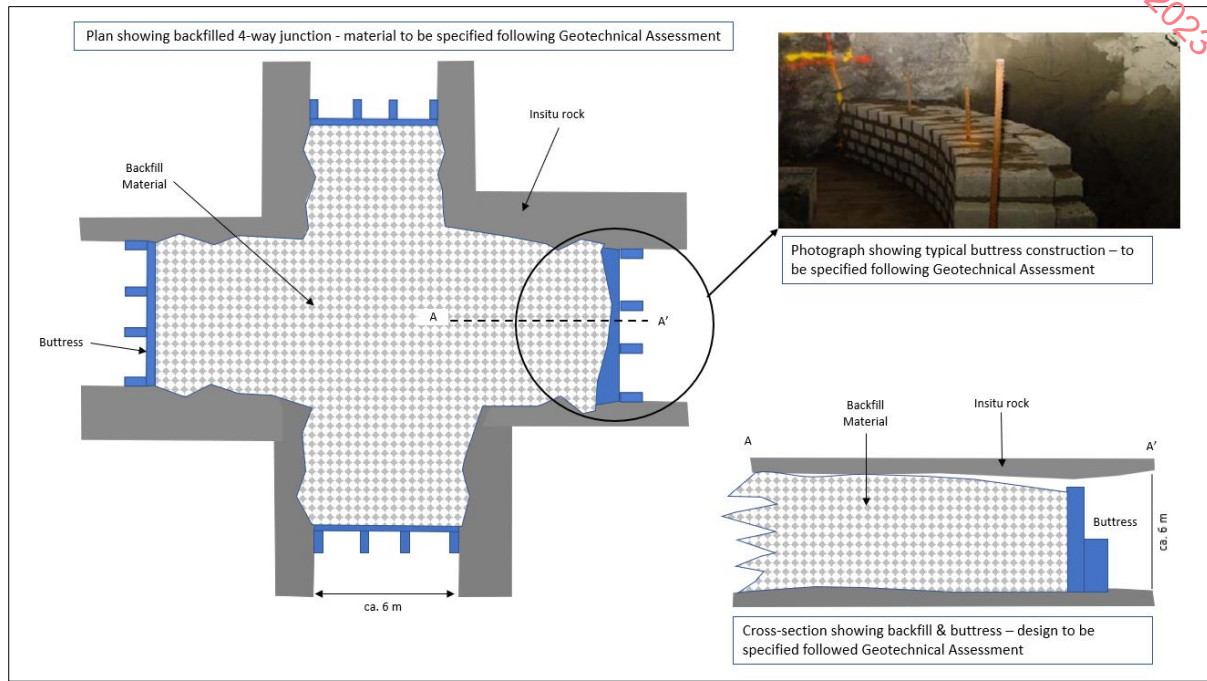 2023
Plan showing backfilled 4-way junction - material to be specified following Geotechnical Assessment
Insitu rock
Backfill
Material
A
A’
Buttress
ca. 6 m
Photograph showing typical buttress construction – to
be specified following Geotechnical Assessment
Backfill
Material
Insitu rock
A
A’
Buttress
ca. 6 m
Cross-section showing backfill & buttress – design to be
specified followed Geotechnical Assessment